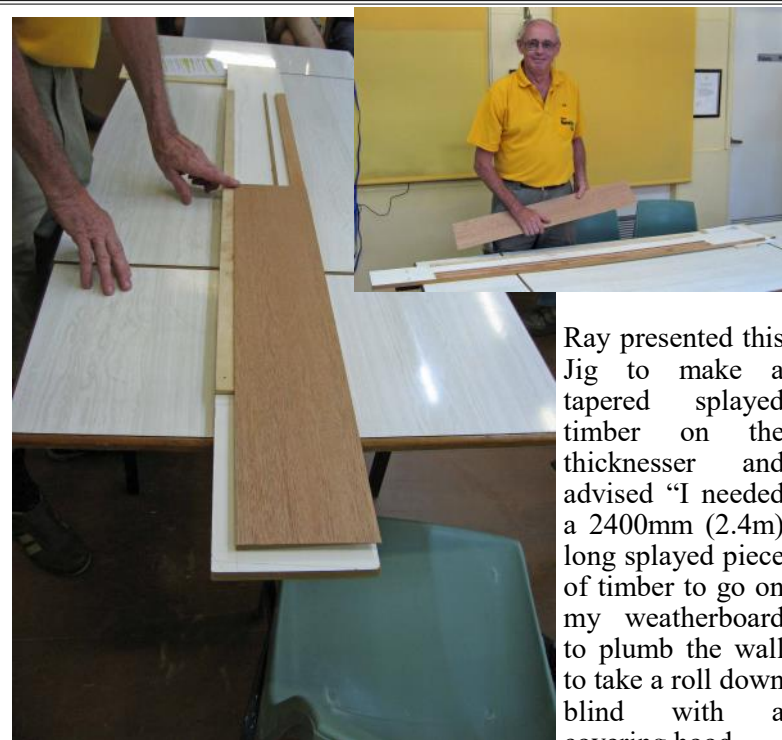 Ray presented this
Jig to make a
tapered splayed
timber on the
thicknesser and
advised “I needed
a 2400mm (2.4m)
long splayed piece
of timber to go on
my weatherboard
to plumb the wall
to take a roll down
blind with a
covering hood